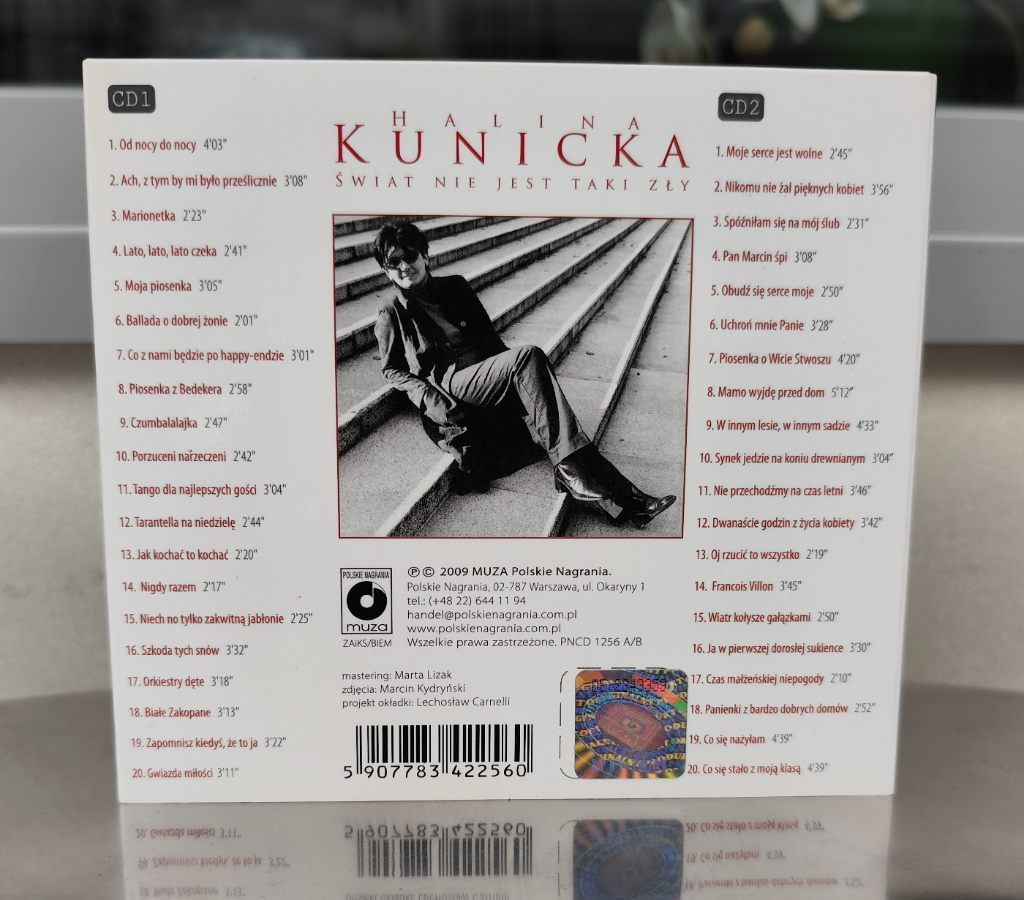 CD1
1. Od nocy do nocy 4'03"
2. Ach, z tym by mi było prześlicznie 3'08"
3. Marionetka 2'23"
4. Lato, lato, lato czeka 2'41"
5. Moja piosenka 3'05"
6. Ballada o dobrej żonie 2'01"
7. Co z nami będzie po happy-endzie 3'01"
8. Piosenka z Bedekera 2'58"
9. Czumbalalajka 2'47"
10. Porzuceni narzeczeni 2'42"
11. Tango dla najlepszych gości 3'04"
12. Tarantella na niedzielę 2'44"
13. Jak kochać to kochać 2'20"
14. Nigdy razem 2'17"
15. Niech no tylko zakwitną jabłonie 2'25"
16. Szkoda tych snów 3'32"
17. Orkiestry dęte 3'18"
18. Białe Zakopane 3'13"
19. Zapomnisz kiedyś, że to ja 3'22"
20. Gwiazda miłości 3'11"
HALINA
KUNICKA
ŚWIAT NIE JEST TAKI ZŁY
POLSKIE NAGRANIA
muza
ZAiKS/BIEM
℗ © 2009 MUZA Polskie Nagrania.
Polskie Nagrania, 02-787 Warszawa, ul. Okaryny 1
tel.: (+48 22) 644 11 94
handel@polskienagrania.com.pl
www.polskienagrania.com.pl
Wszelkie prawa zastrzeżone. PNCD 1256 A/B
mastering: Marta Lizak
zdjęcia: Marcin Kydryński
projekt okładki: Lechosław Carnelli
5 907783 422560
CD2
1. Moje serce jest wolne 2'45"
2. Nikomu nie żal pięknych kobiet 3'56"
3. Spóźniłam się na mój ślub 2'31"
4. Pan Marcin śpi 3'08"
5. Obudź się serce moje 2'50"
6. Uchroń mnie Panie 3'28"
7. Piosenka o Wicie Stwoszu 4'20"
8. Mamo wyjdę przed dom 5'12"
9. W innym lesie, w innym sadzie 4'33"
10. Synek jedzie na koniu drewnianym 3'04"
11. Nie przechodźmy na czas letni 3'46"
12. Dwanaście godzin z życia kobiety 3'42"
13. Oj rzucić to wszystko 2'19"
14. Francois Villon 3'45"
15. Wiatr kołysze gałązkami 2'50"
16. Ja w pierwszej dorosłej sukience 3'30"
17. Czas małżeńskiej niepogody 2'10"
18. Panienki z bardzo dobrych domów 2'52"
19. Co się nażyłam 4'39"
20. Co się stało z moją klasą 4'39"